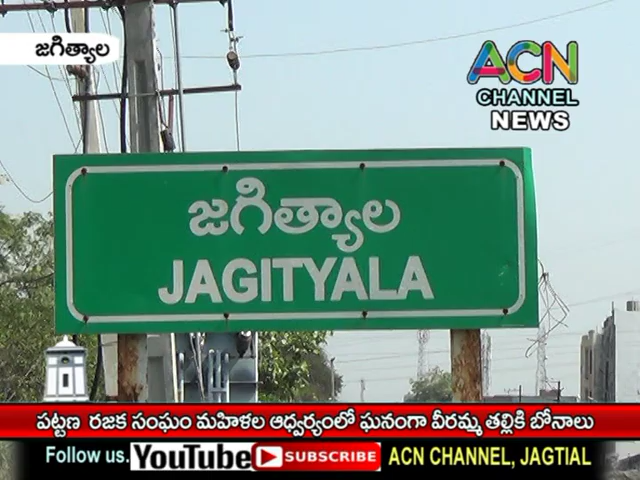 జగిత్యాల
ACN
CHANNEL
NEWS
జగిత్యాల
JAGITYALA
పట్టణ రజక సంఘం మహిళల ఆధ్వర్యంలో ఘనంగా వీరమ్మ తల్లికి బోనాలు
Follow us. YouTube SUBSCRIBE ACN CHANNEL, JAGTIAL